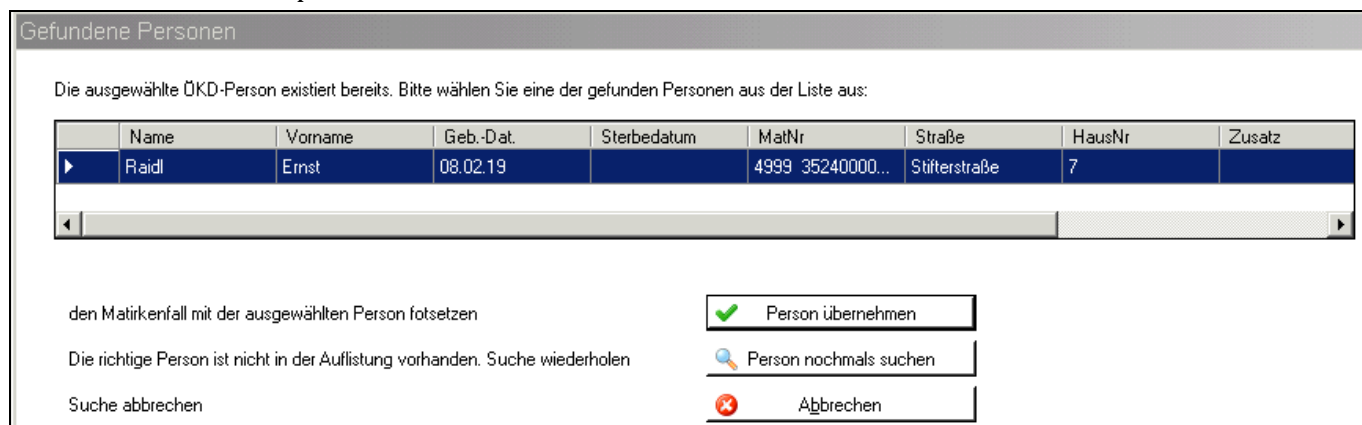 Gefundene Personen
Die ausgewählte ÖKD-Person existiert bereits. Bitte wählen Sie eine der gefunden Personen aus der Liste aus:
Name Vorname Geb.-Dat. Sterbedatum MatNr Straße HausNr Zusatz
Raidl Ernst 08.02.19 4999 35240000... Stifterstraße 7
den Matirkenfall mit der ausgewählten Person fotsetzen Person übernehmen
Die richtige Person ist nicht in der Auflistung vorhanden. Suche wiederholen Person nochmals suchen
Suche abbrechen Abbrechen